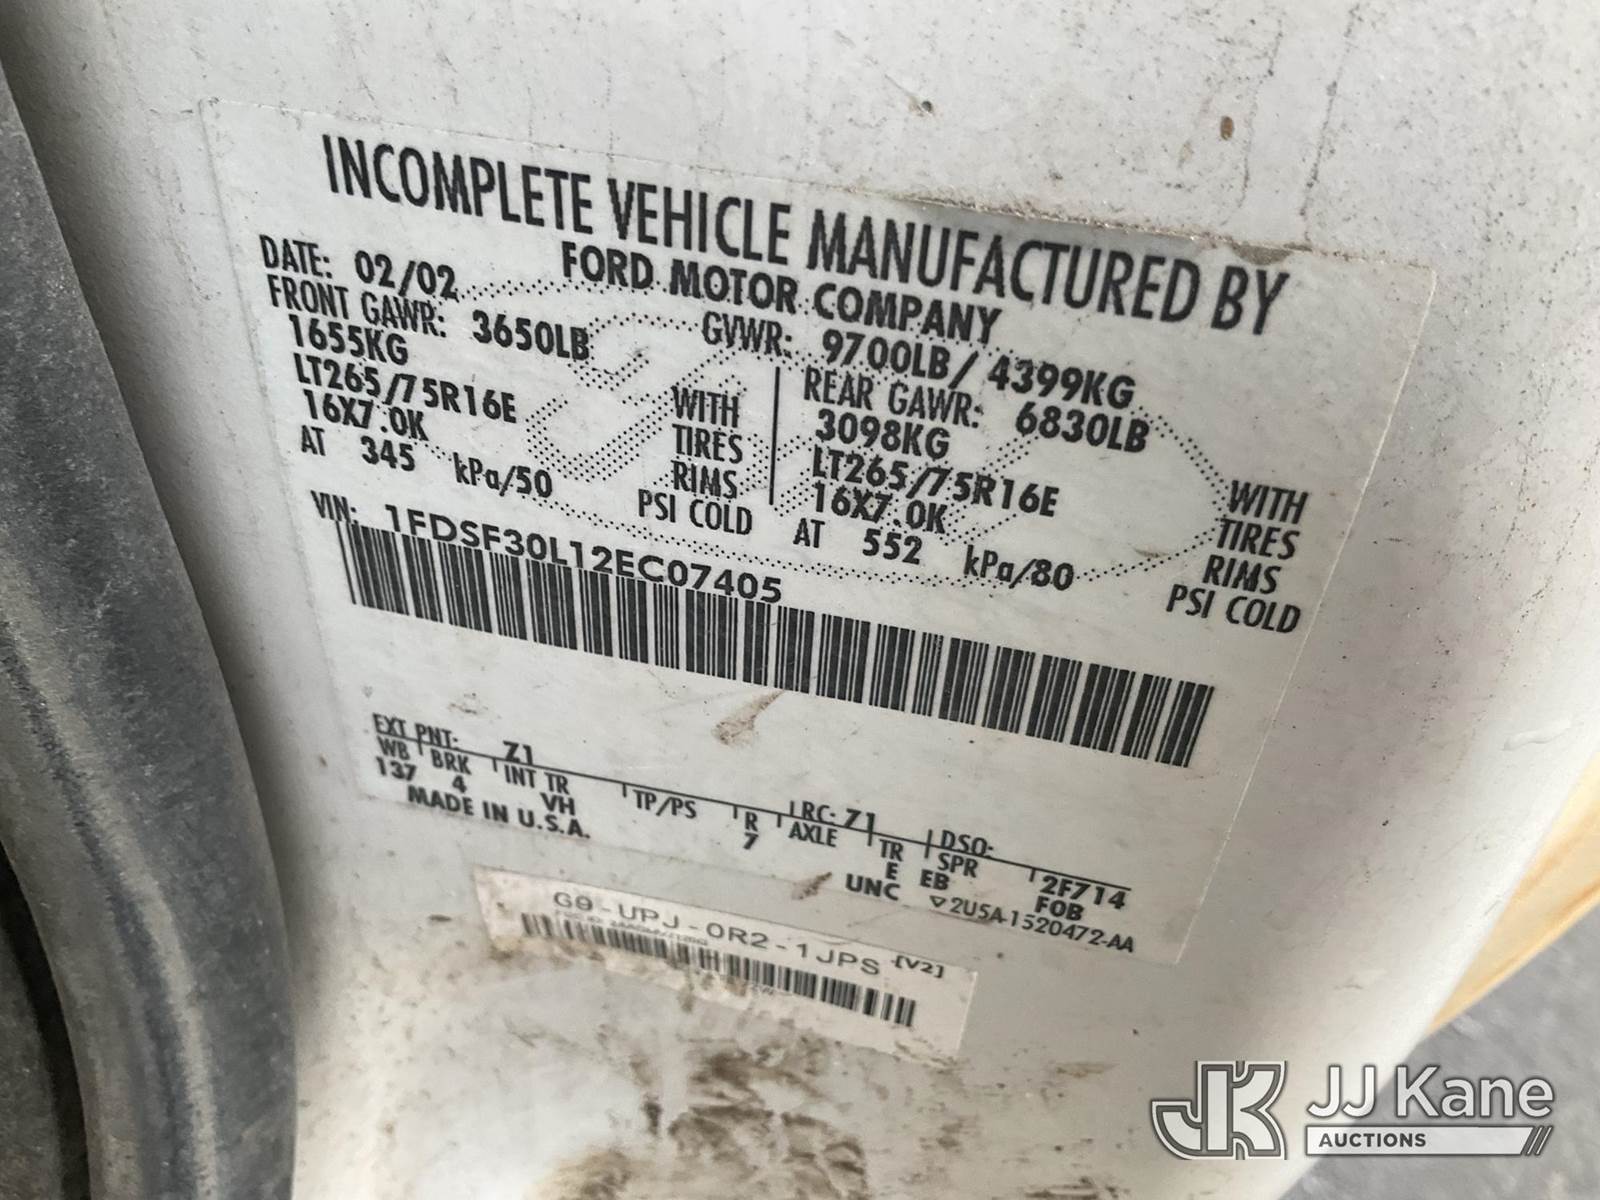 INCOMPLETE VEHICLE MANUFACTURED BY
FORD MOTOR COMPANY
DATE: 02/02 GVWR: 9700LB/ 4399KG
FRONT GAWR: 3650LB REAR GAWR: 6830LB
1655KG WITH 3098KG WITH
LT265/75R16E TIRES LT265/75R16E TIRES
16X7.0K RIMS 16X7.0K RIMS
AT 345 kPa/50 PSI COLD AT 552 kPa/80 PSI COLD
VIN: 1FDSF30L12EC07405
EXT PNT: Z1 RC: Z1 DSO:
WB BRK INT TR TP/PS R AXLE TR SPR 2F714
137 4 VH 7 E EB FOB
MADE IN U.S.A. UNC ▽2U5A-1520472-AA
G9-UPJ-0R2-1JPS [V2]
JK JJ Kane
AUCTIONS